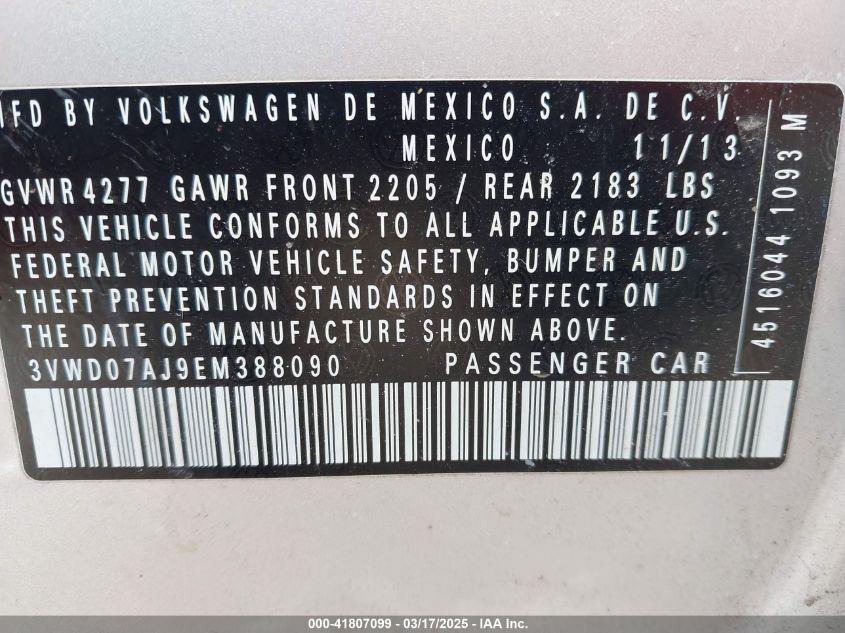 MFD BY VOLKSWAGEN DE MEXICO S.A. DE C.V.
MEXICO 11/13
GVWR 4277 GAWR FRONT 2205 / REAR 2183 LBS
THIS VEHICLE CONFORMS TO ALL APPLICABLE U.S.
FEDERAL MOTOR VEHICLE SAFETY, BUMPER AND
THEFT PREVENTION STANDARDS IN EFFECT ON
THE DATE OF MANUFACTURE SHOWN ABOVE.
3VWD07AJ9EM388090 PASSENGER CAR
4516044 1093 M
000-41807099 - 03/17/2025 - IAA Inc.